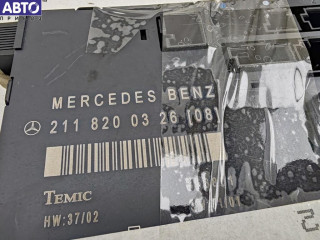 АВТО
MERCEDES BENZ
211 820 03 26 [08]
TEMIC
HW:37/02